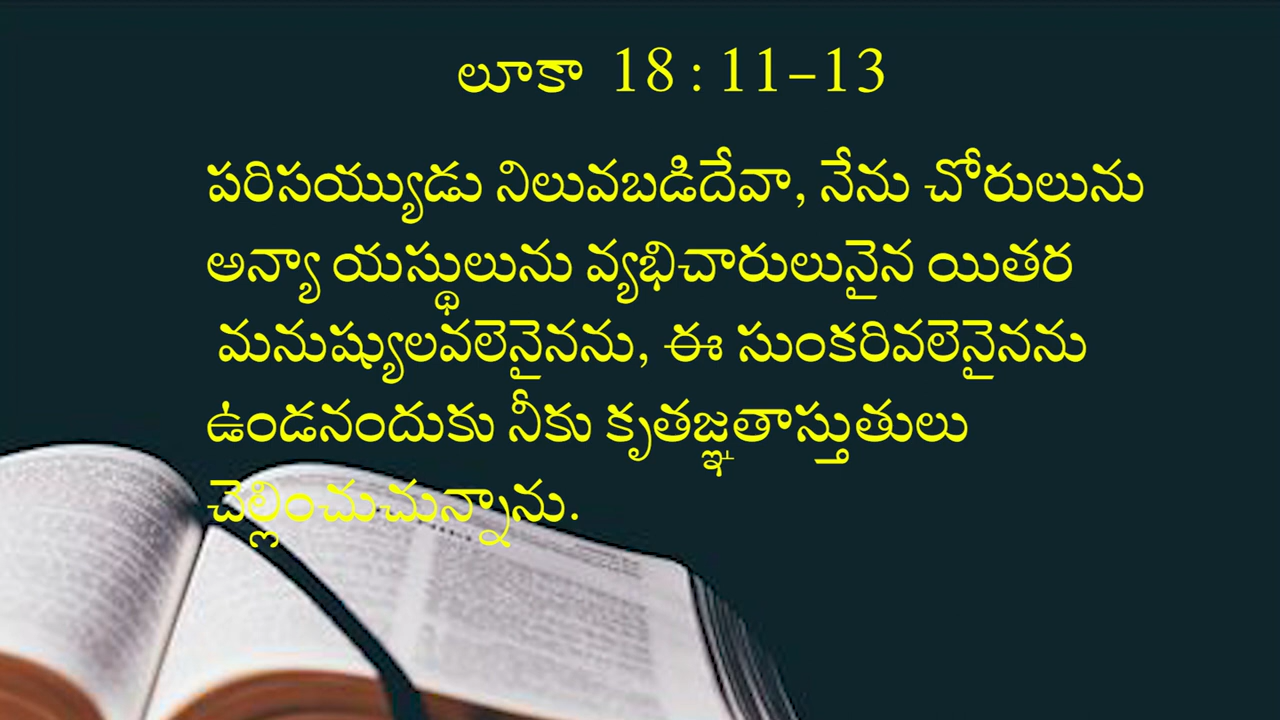 లూకా 18:11-13
పరిసయ్యుడు నిలువబడిదేవా, నేను చోరులును
అన్యా యస్థులును వ్యభిచారులునైన యితర
మనుష్యులవలెనైనను, ఈ సుంకరివలెనైనను
ఉండనందుకు నీకు కృతజ్ఞతాస్తుతులు
చెల్లించుచున్నాను.